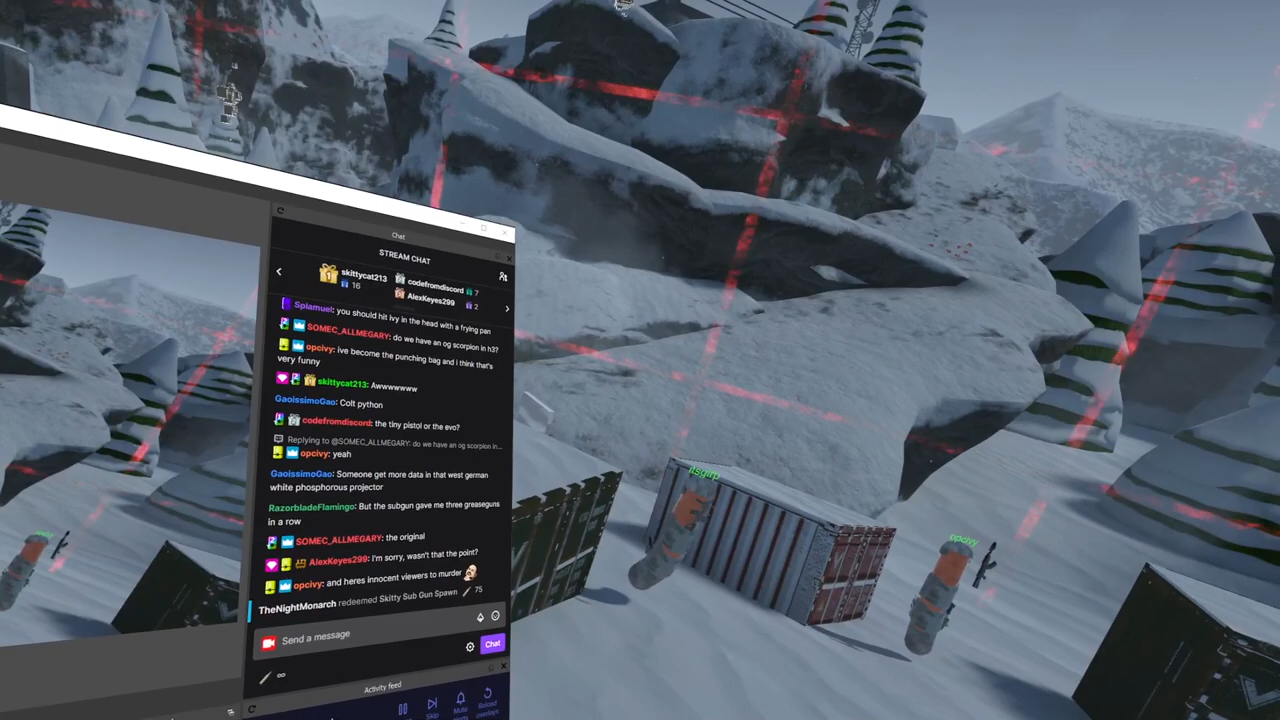 Chat
STREAM CHAT
skittycat213
16
codefromdiscord 7
AlexKeyes299 2
Splamuel: you should hit ivy in the head with a frying pan
SOMEC_ALLMEGARY: do we have an og scorpion in h3?
opcivy: ive become the punching bag and i think that's
very funny
skittycat213: Awwwwwww
GaoissimoGao: Colt python
codefromdiscord: the tiny pistol or the evo?
Replying to @SOMEC_ALLMEGARY: do we have an og scorpion in...
opcivy: yeah
GaoissimoGao: Someone get more data in that west german
white phosphorous projector
RazorbladeFlamingo: But the subgun gave me three greaseguns
in a row
SOMEC_ALLMEGARY: the original
AlexKeyes299: I'm sorry, wasn't that the point?
opcivy: and heres innocent viewers to murder
TheNightMonarch redeemed Skitty Sub Gun Spawn 75
Send a message
Chat
Activity feed
Skip
Mute
Reload
overlays
itsgirp
opcivy